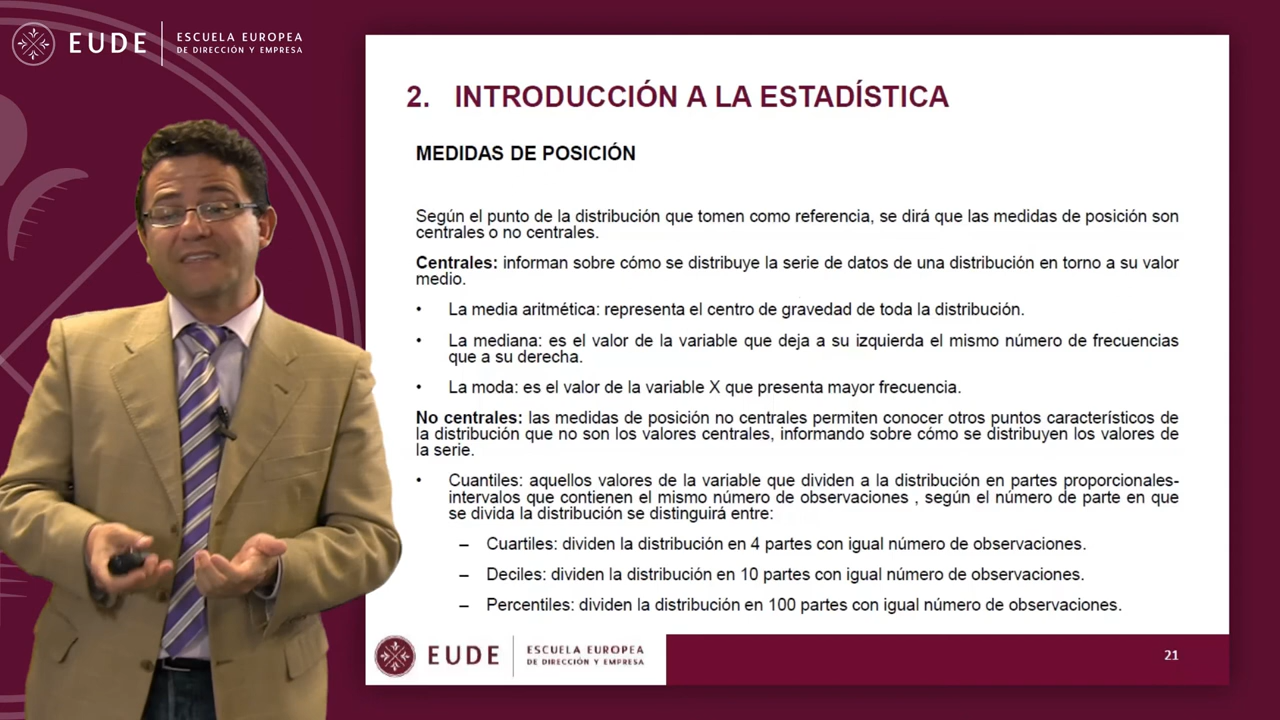 EUDE
ESCUELA EUROPEA
DE DIRECCIÓN Y EMPRESA
2. INTRODUCCIÓN A LA ESTADÍSTICA
MEDIDAS DE POSICIÓN
Según el punto de la distribución que tomen como referencia, se dirá que las medidas de posición son
centrales o no centrales.
Centrales: informan sobre cómo se distribuye la serie de datos de una distribución en torno a su valor
medio.
• La media aritmética: representa el centro de gravedad de toda la distribución.
• La mediana: es el valor de la variable que deja a su izquierda el mismo número de frecuencias
que a su derecha.
• La moda: es el valor de la variable X que presenta mayor frecuencia.
No centrales: las medidas de posición no centrales permiten conocer otros puntos característicos de
la distribución que no son los valores centrales, informando sobre cómo se distribuyen los valores de
la serie.
• Cuantiles: aquellos valores de la variable que dividen a la distribución en partes proporcionales-
intervalos que contienen el mismo número de observaciones , según el número de parte en que
se divida la distribución se distinguirá entre:
– Cuartiles: dividen la distribución en 4 partes con igual número de observaciones.
– Deciles: dividen la distribución en 10 partes con igual número de observaciones.
– Percentiles: dividen la distribución en 100 partes con igual número de observaciones.
EUDE
ESCUELA EUROPEA
DE DIRECCIÓN Y EMPRESA
21